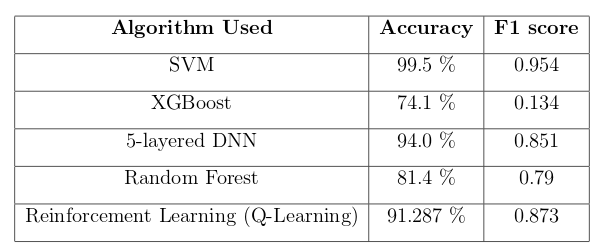 Algorithm Used Accuracy F1 score
SVM 99.5 % 0.954
XGBoost 74.1 % 0.134
5-layered DNN 94.0 % 0.851
Random Forest 81.4 % 0.79
Reinforcement Learning (Q-Learning) 91.287 % 0.873